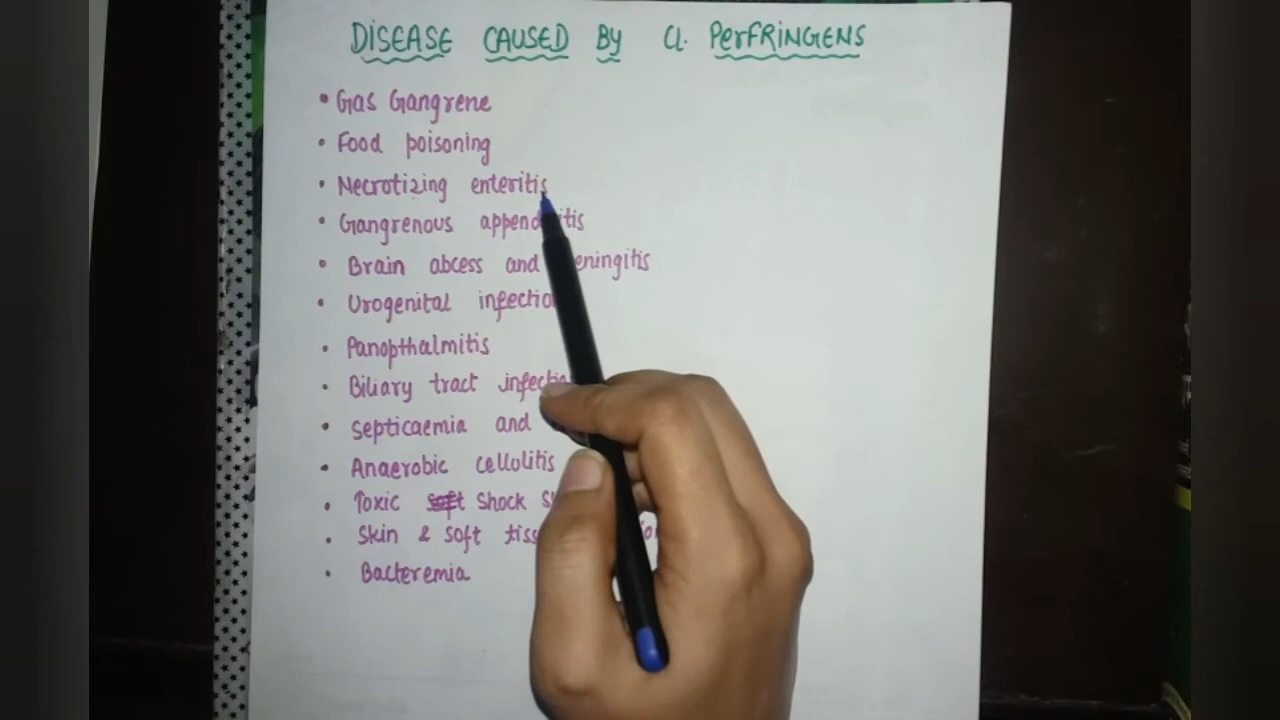 DISEASE CAUSED BY Cl. PerFRINGENS
• Gas Gangrene
• Food poisoning
• Necrotizing enteritis
• Gangrenous append itis
• Brain abcess and eningitis
• Urogenital infectio
• Panopthalmitis
• Biliary tract infectio
• Septicaemia and
• Anaerobic cellulitis
• Toxic shock
• Skin & soft tiss
• Bacteremia